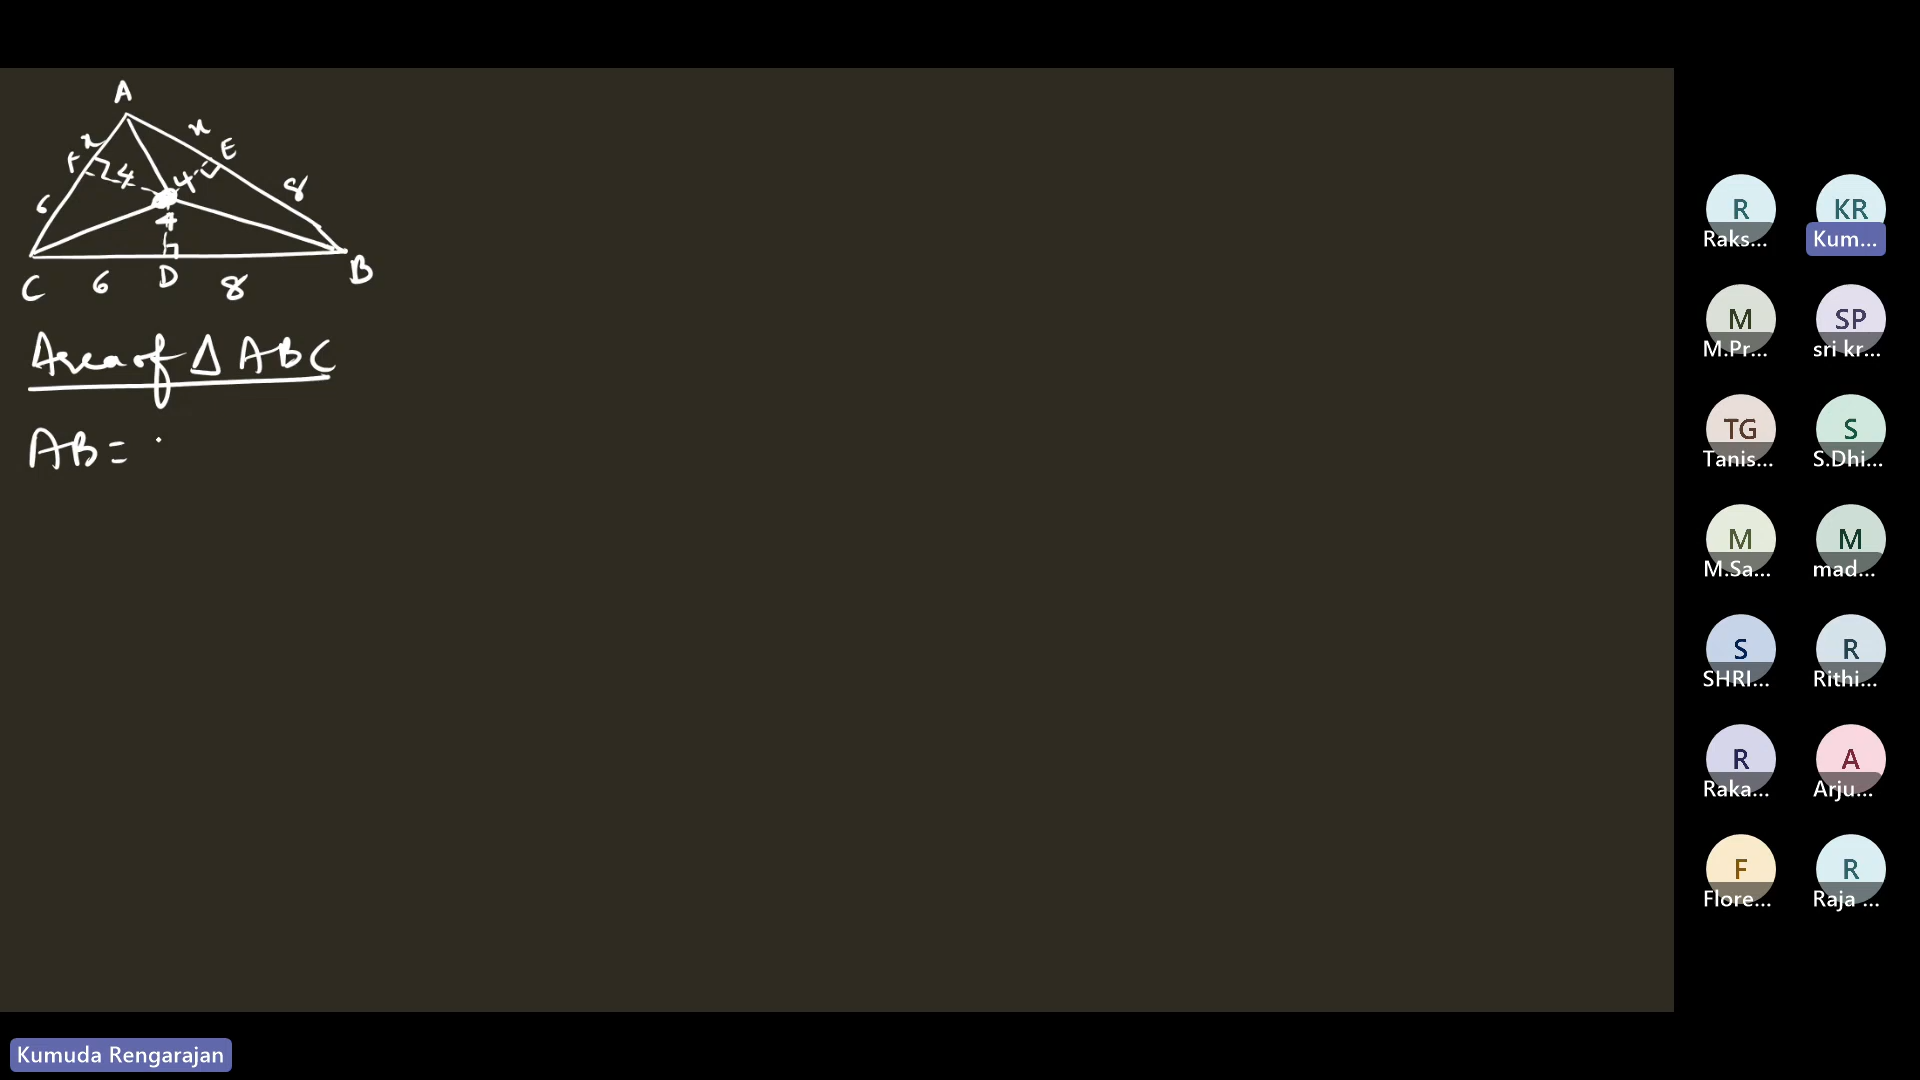 A
x
x
E
F
4
4
8
6
4
C
6
D
8
B
Area of Δ ABC
AB =
R
KR
Raks...
Kum...
M
SP
M.Pr...
sri kr...
TG
S
Tanis...
S.Dhi...
M
M
M.Sa...
mad...
S
R
SHRI...
Rithi...
R
A
Raka...
Arju...
F
R
Flore...
Raja ...
Kumuda Rengarajan